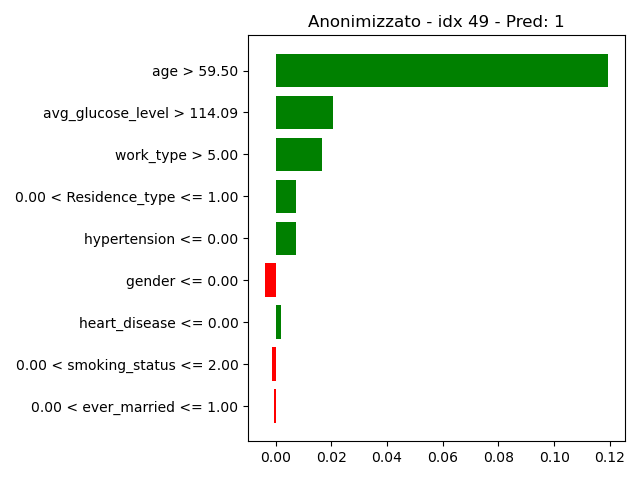 Anonimizzato - idx 49 - Pred: 1
age > 59.50
avg_glucose_level > 114.09
work_type > 5.00
0.00 < Residence_type <= 1.00
hypertension <= 0.00
gender <= 0.00
heart_disease <= 0.00
0.00 < smoking_status <= 2.00
0.00 < ever_married <= 1.00
0.00 0.02 0.04 0.06 0.08 0.10 0.12